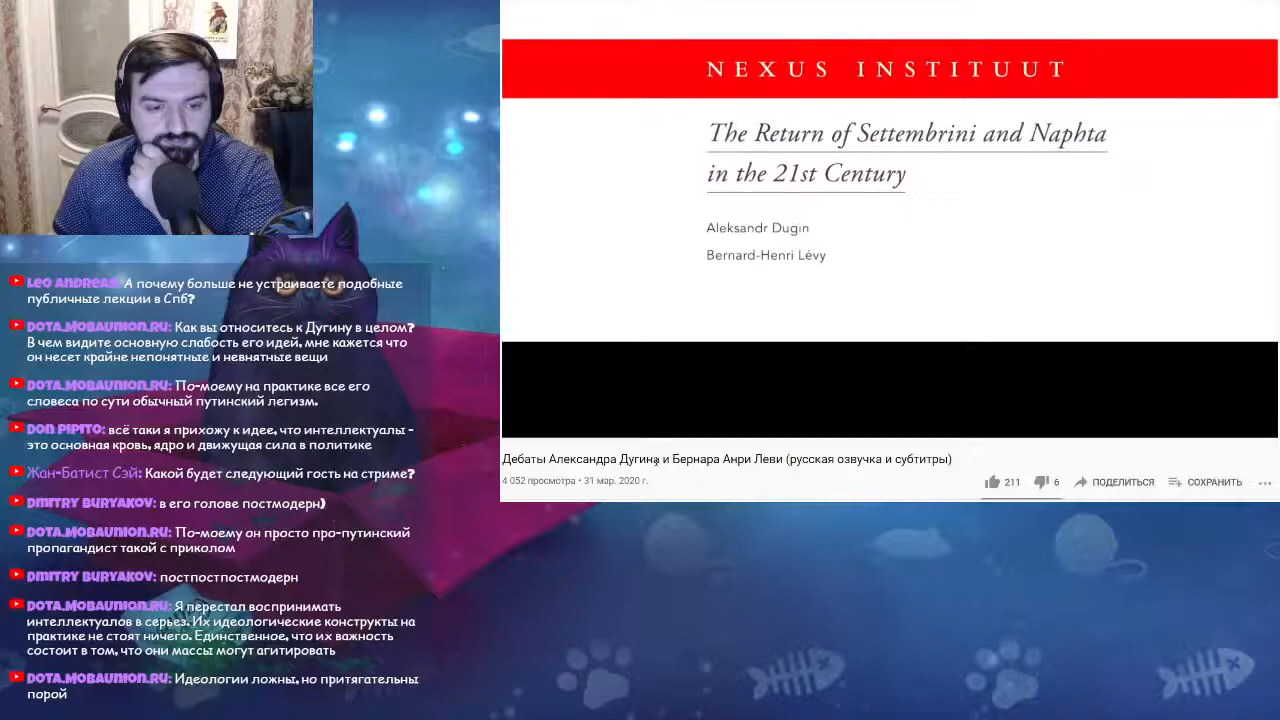 NEXUS INSTITUUT
The Return of Settembrini and Naphta
in the 21st Century
Aleksandr Dugin
Bernard-Henri Lévy
Дебаты Александра Дугина и Бернара Анри Леви (русская озвучка и субтитры)
4 052 просмотра • 31 мар. 2020 г.
211
6
ПОДЕЛИТЬСЯ
СОХРАНИТЬ
Leo Andreas: А почему больше не устраиваете подобные
публичные лекции в Спб?
dota.mobaunion.ru: Как вы относитесь к Дугину в целом?
В чем видите основную слабость его идей, мне кажется что
он несет крайне непонятные и невнятные вещи
dota.mobaunion.ru: По-моему на практике все его
словеса по сути обычный путинский легизм.
Don Pipito: всё таки я прихожу к идее, что интеллектуалы -
это основная кровь, ядро и движущая сила в политике
Жан-Батист Сэй: Какой будет следующий гость на стриме?
Dmitry Buryakov: в его голове постмодерн)
dota.mobaunion.ru: По-моему он просто про-путинский
пропагандист такой с приколом
Dmitry Buryakov: постпостпостмодерн
dota.mobaunion.ru: Я перестал воспринимать
интеллектуалов в серьез. Их идеологические конструкты на
практике не стоят ничего. Единственное, что их важность
состоит в том, что они массы могут агитировать
dota.mobaunion.ru: Идеологии ложны, но притягательны
порой